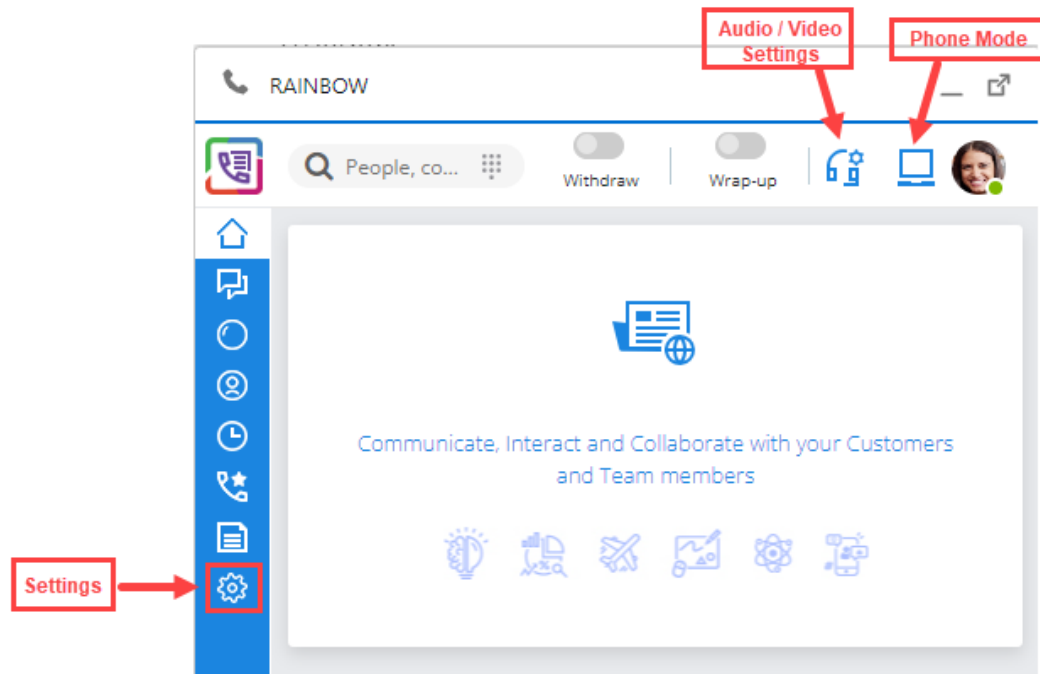 Audio / Video
Settings
Phone Mode
RAINBOW
People, co...
Withdraw
Wrap-up
Communicate, Interact and Collaborate with your Customers
and Team members
Settings